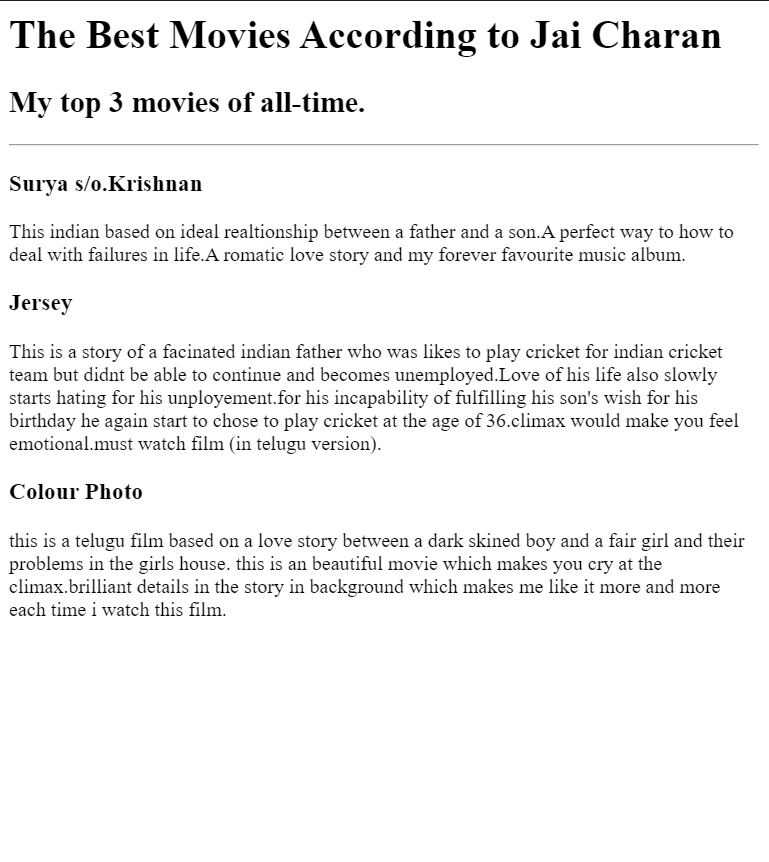 The Best Movies According to Jai Charan
My top 3 movies of all-time.
Surya s/o.Krishnan
This indian based on ideal realtionship between a father and a son.A perfect way to how to
deal with failures in life.A romatic love story and my forever favourite music album.
Jersey
This is a story of a facinated indian father who was likes to play cricket for indian cricket
team but didnt be able to continue and becomes unemployed.Love of his life also slowly
starts hating for his unployement.for his incapability of fulfilling his son's wish for his
birthday he again start to chose to play cricket at the age of 36.climax would make you feel
emotional.must watch film (in telugu version).
Colour Photo
this is a telugu film based on a love story between a dark skined boy and a fair girl and their
problems in the girls house. this is an beautiful movie which makes you cry at the
climax.brilliant details in the story in background which makes me like it more and more
each time i watch this film.